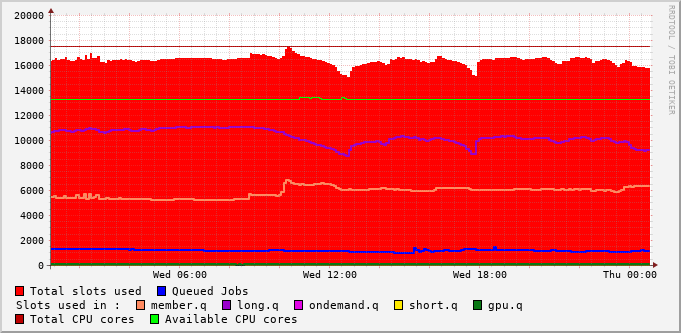 20000
18000
16000
14000
12000
10000
8000
6000
4000
2000
0
Wed 06:00 Wed 12:00 Wed 18:00 Thu 00:00
Total slots used Queued Jobs
Slots used in : member.q long.q ondemand.q short.q gpu.q
Total CPU cores Available CPU cores
RRDTOOL / TOBI OETIKER